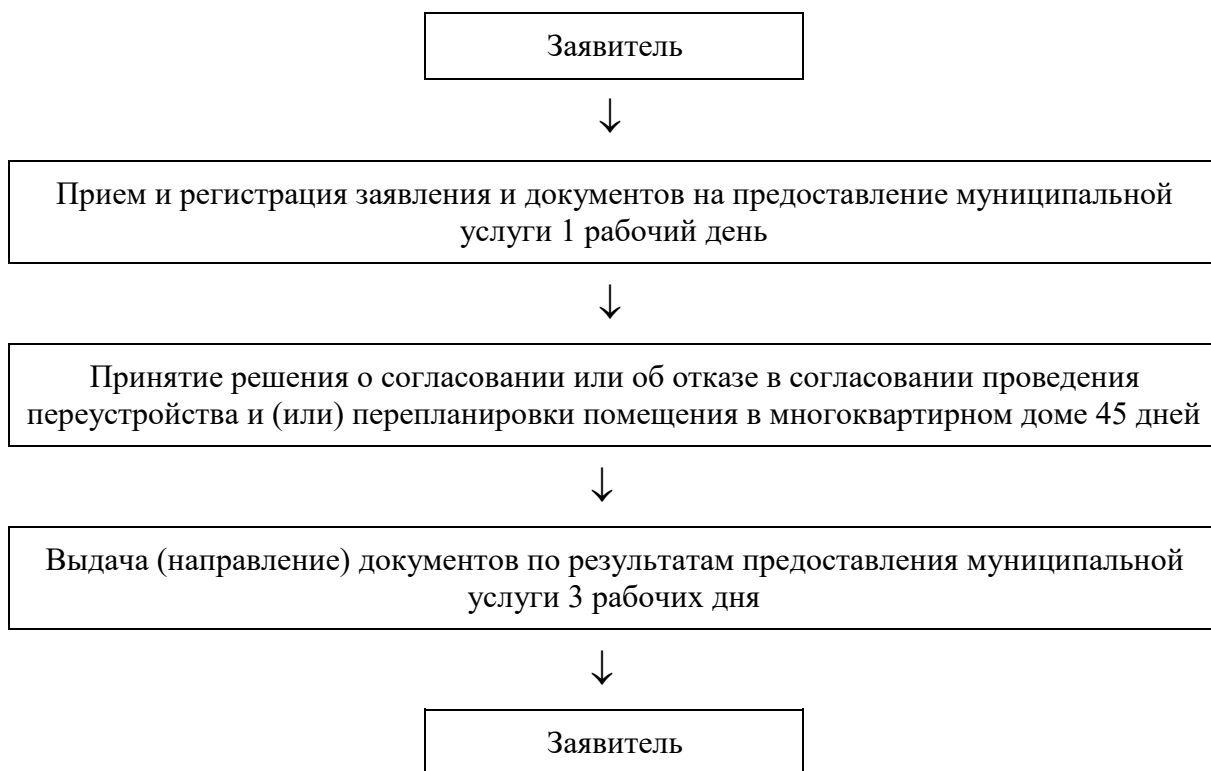 Заявитель
↓
Прием и регистрация заявления и документов на предоставление муниципальной
услуги 1 рабочий день
↓
Принятие решения о согласовании или об отказе в согласовании проведения
переустройства и (или) перепланировки помещения в многоквартирном доме 45 дней
↓
Выдача (направление) документов по результатам предоставления муниципальной
услуги 3 рабочих дня
↓
Заявитель